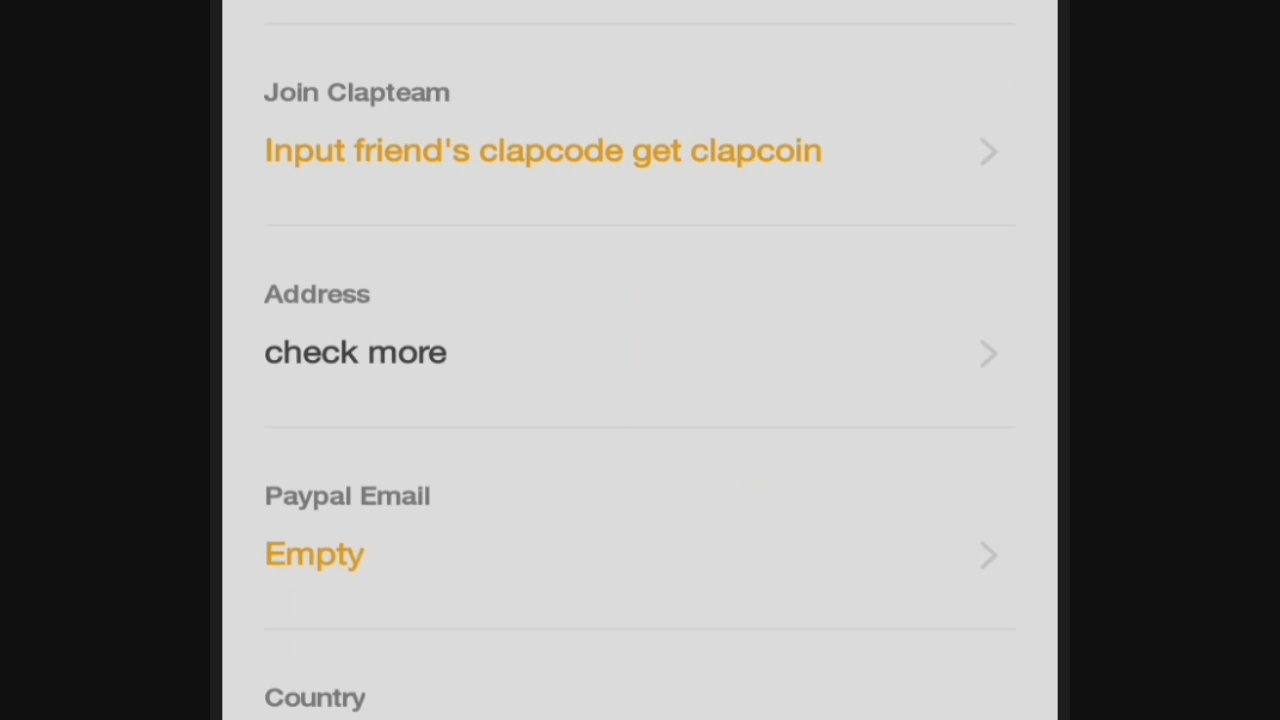 Join Clapteam
Input friend's clapcode get clapcoin
Address
check more
Paypal Email
Empty
Country